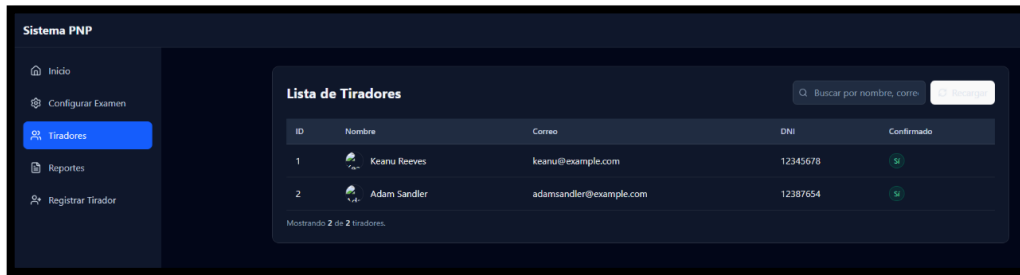 Sistema PNP
Inicio
Configurar Examen
Tiradores
Reportes
Registrar Tirador
Lista de Tiradores
Buscar por nombre, corre
Recargar
ID Nombre Correo DNI Confirmado
1 Keanu Reeves keanu@example.com 12345678 Sí
2 Adam Sandler adamsandler@example.com 12387654 Sí
Mostrando 2 de 2 tiradores.